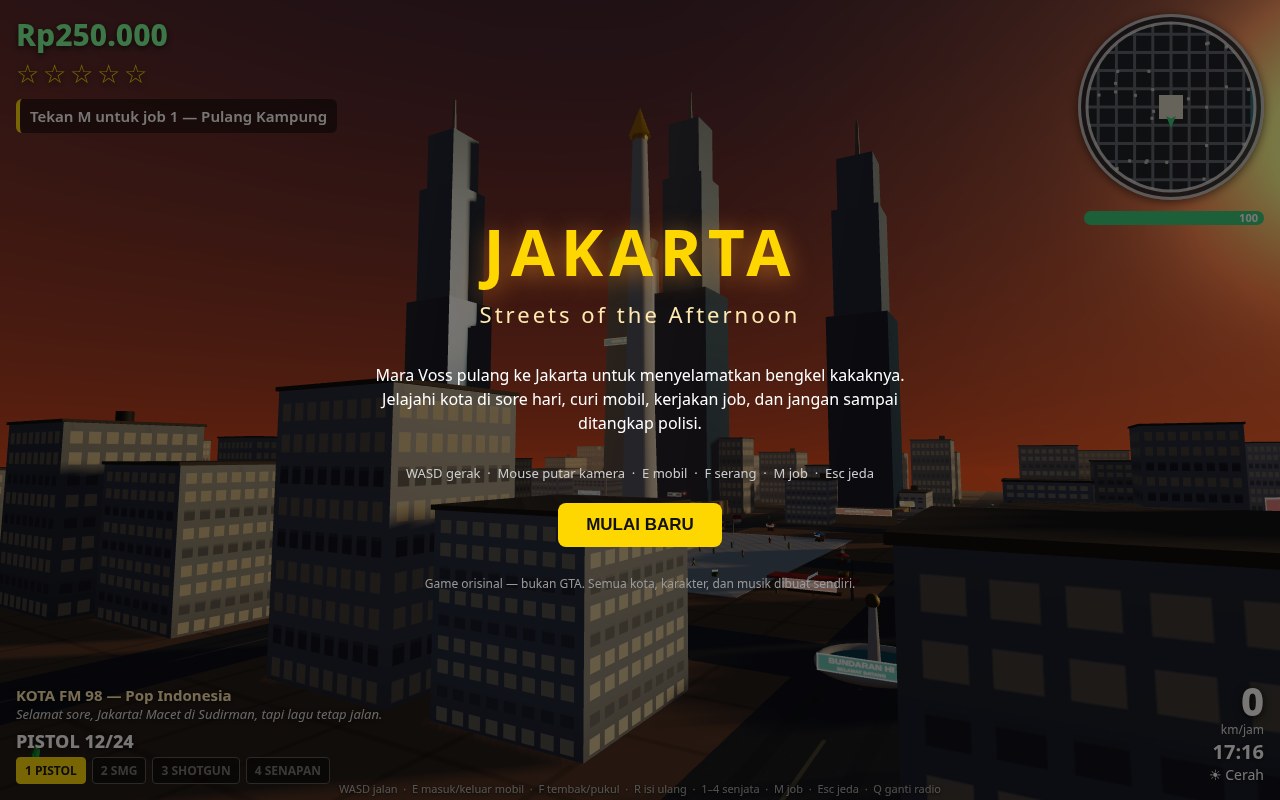 Rp250.000
☆☆☆☆☆
Tekan M untuk job 1 — Pulang Kampung
100
JAKARTA
Streets of the Afternoon
Mara Voss pulang ke Jakarta untuk menyelamatkan bengkel kakaknya.
Jelajahi kota di sore hari, curi mobil, kerjakan job, dan jangan sampai
ditangkap polisi.
WASD gerak · Mouse putar kamera · E mobil · F serang · M job · Esc jeda
MULAI BARU
Game orisinal — bukan GTA. Semua kota, karakter, dan musik dibuat sendiri.
BUNDARAN HI
KOTA FM 98 — Pop Indonesia
Selamat sore, Jakarta! Macet di Sudirman, tapi lagu tetap jalan.
PISTOL 12/24
1 PISTOL 2 SMG 3 SHOTGUN 4 SENAPAN
0
km/jam
17:16
☀ Cerah
WASD jalan · E masuk/keluar mobil · F tembak/pukul · R isi ulang · 1–4 senjata · M job · Esc jeda · Q ganti radio